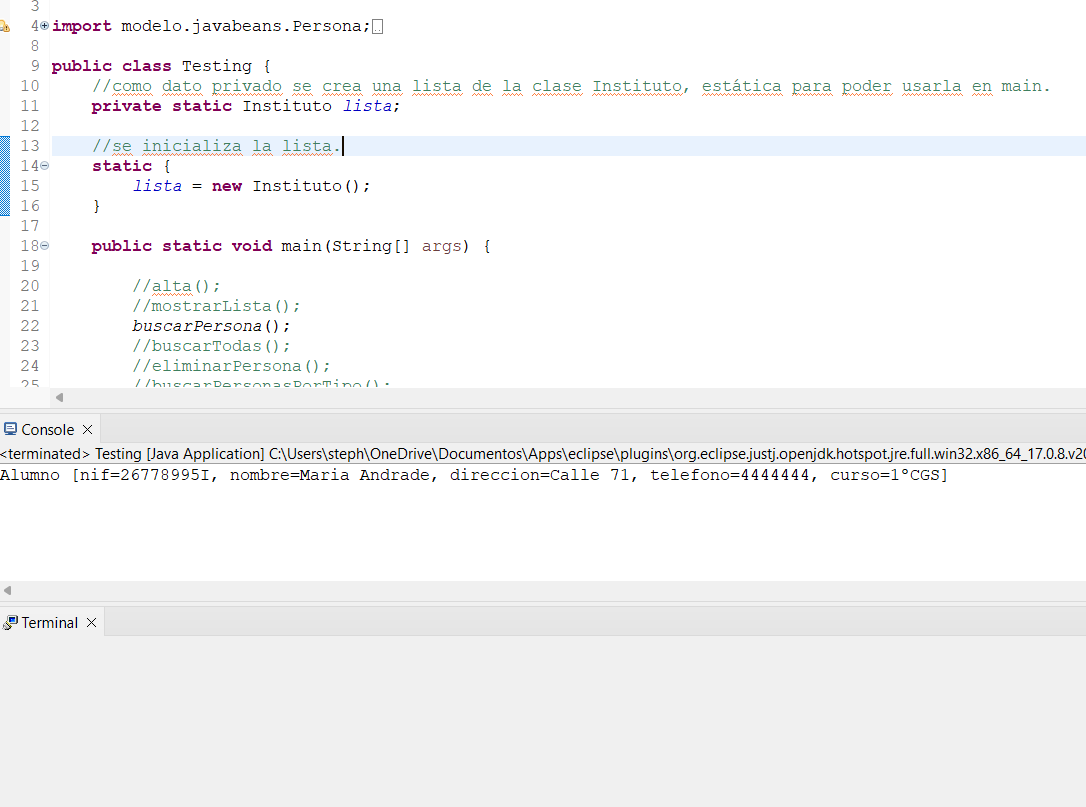 3
4 import modelo.javabeans.Persona;
8
9 public class Testing {
10 //como dato privado se crea una lista de la clase Instituto, estática para poder usarla en main.
11 private static Instituto lista;
12
13 //se inicializa la lista.
14 static {
15 lista = new Instituto();
16 }
17
18 public static void main(String[] args) {
19
20 //alta();
21 //mostrarLista();
22 buscarPersona();
23 //buscarTodas();
24 //eliminarPersona();
25 //buscarPersonasPorTipo();
Console
<terminated> Testing [Java Application] C:\Users\steph\OneDrive\Documentos\Apps\eclipse\plugins\org.eclipse.justj.openjdk.hotspot.jre.full.win32.x86_64_17.0.8.v20
Alumno [nif=26778995I, nombre=Maria Andrade, direccion=Calle 71, telefono=4444444, curso=1ºCGS]
Terminal